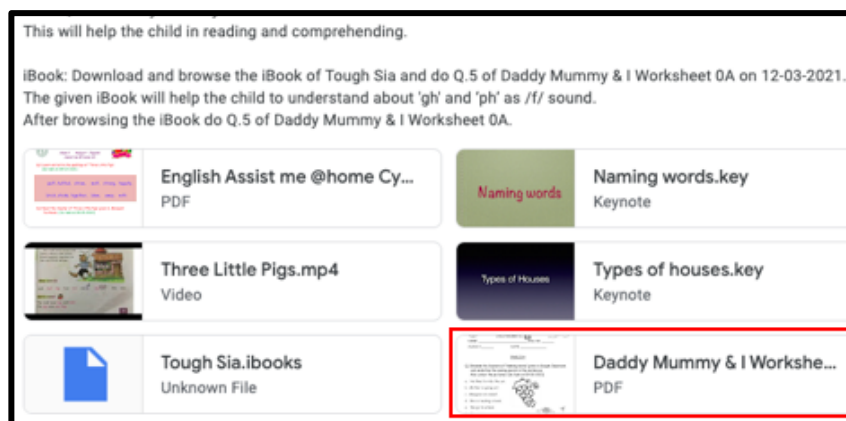 This will help the child in reading and comprehending.
iBook: Download and browse the iBook of Tough Sia and do Q.5 of Daddy Mummy & I Worksheet 0A on 12-03-2021.
The given iBook will help the child to understand about 'gh' and 'ph' as /f/ sound.
After browsing the iBook do Q.5 of Daddy Mummy & I Worksheet 0A.
English Assist me @home Cy...
PDF
Naming words
Naming words.key
Keynote
Three Little Pigs.mp4
Video
Types of Houses
Types of houses.key
Keynote
Tough Sia.ibooks
Unknown File
Daddy Mummy & I Workshe...
PDF